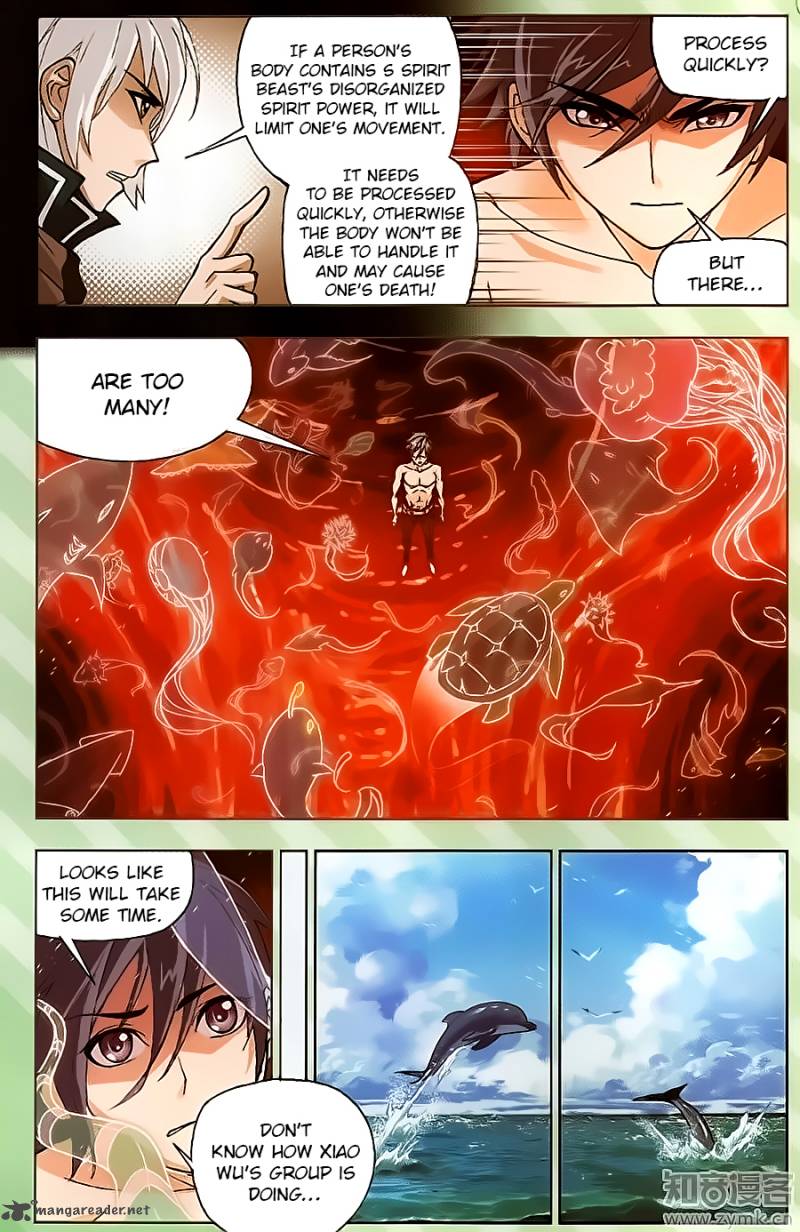 IF A PERSON'S
BODY CONTAINS S SPIRIT
BEAST'S DISORGANIZED
SPIRIT POWER, IT WILL
LIMIT ONE'S MOVEMENT.
IT NEEDS
TO BE PROCESSED
QUICKLY, OTHERWISE
THE BODY WON'T BE
ABLE TO HANDLE IT
AND MAY CAUSE
ONE'S DEATH!
PROCESS
QUICKLY?
BUT
THERE...
ARE TOO
MANY!
LOOKS LIKE
THIS WILL TAKE
SOME TIME.
DON'T
KNOW HOW XIAO
WU'S GROUP IS
DOING...
mangareader.net
知音漫客
www.zymk.cn